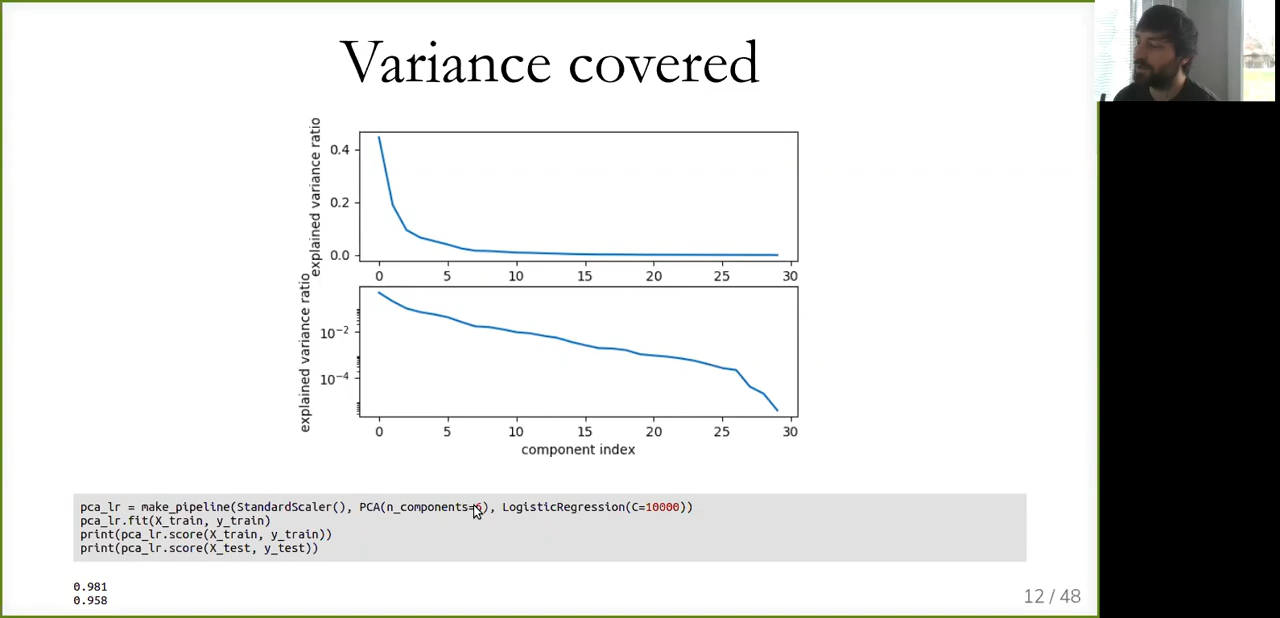 Variance covered
explained variance ratio
0.4
0.2
0.0
0 5 10 15 20 25 30
explained variance ratio
10⁻²
10⁻⁴
0 5 10 15 20 25 30
component index
pca_lr = make_pipeline(StandardScaler(), PCA(n_components=6), LogisticRegression(C=10000))
pca_lr.fit(X_train, y_train)
print(pca_lr.score(X_train, y_train))
print(pca_lr.score(X_test, y_test))
0.981
0.958
12 / 48